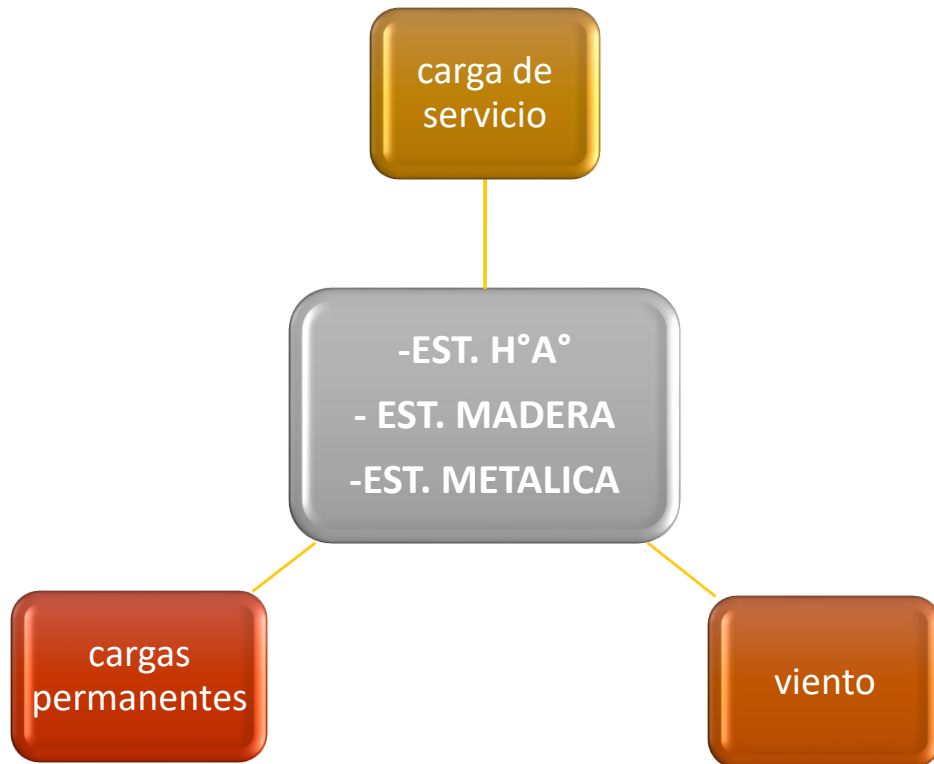 carga de
servicio
-EST. H°A°
- EST. MADERA
-EST. METALICA
cargas
permanentes
viento